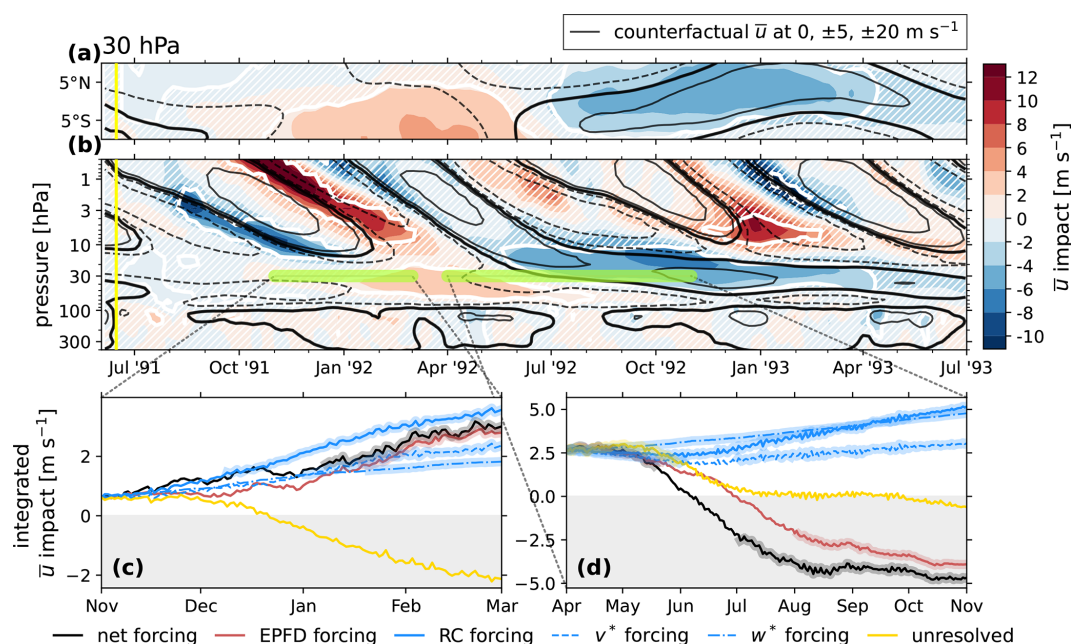 (a) 30 hPa
counterfactual u̅ at 0, ±5, ±20 m s⁻¹
5°N
5°S
(b)
pressure [hPa]
1
3
10
30
100
300
Jul '91 Oct '91 Jan '92 Apr '92 Jul '92 Oct '92 Jan '93 Apr '93 Jul '93
12
10
8
6
4
2
0
-2
-4
-6
-8
-10
u̅ impact [m s⁻¹]
integrated
u̅ impact [m s⁻¹]
2
0
−2
(c)
Nov Dec Jan Feb Mar
5.0
2.5
0.0
-2.5
-5.0
(d)
Apr May Jun Jul Aug Sep Oct Nov
net forcing EPFD forcing RC forcing v* forcing w* forcing unresolved